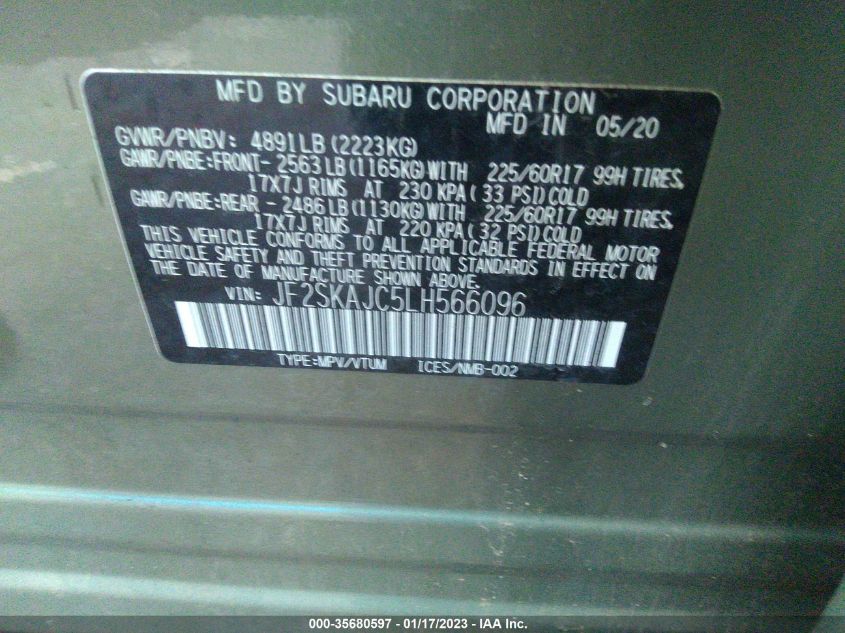 MFD BY SUBARU CORPORATION
MFD IN 05/20
GVWR/PNBV: 4891LB(2223KG)
GAWR/PNBE:FRONT- 2563LB(1165KG)WITH 225/60R17 99H TIRES,
17X7J RIMS AT 230 KPA(33 PSI)COLD
GAWR/PNBE:REAR - 2486LB(1130KG)WITH 225/60R17 99H TIRES,
17X7J RIMS AT 220 KPA(32 PSI)COLD
THIS VEHICLE CONFORMS TO ALL APPLICABLE FEDERAL MOTOR
VEHICLE SAFETY AND THEFT PREVENTION STANDARDS IN EFFECT ON
THE DATE OF MANUFACTURE SHOWN ABOVE.
VIN: JF2SKAJC5LH566096
TYPE:MPV/VTUM ICES/NMB-002
000-35680597 - 01/17/2023 - IAA Inc.